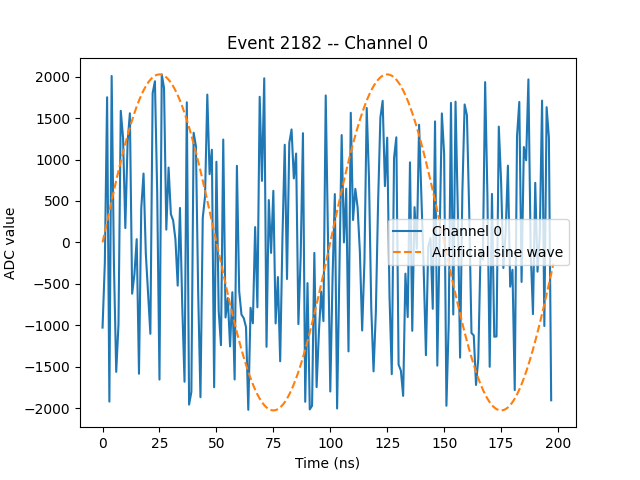 Event 2182 -- Channel 0
ADC value
2000
1500
1000
500
0
−500
−1000
−1500
−2000
Channel 0
Artificial sine wave
0 25 50 75 100 125 150 175 200
Time (ns)